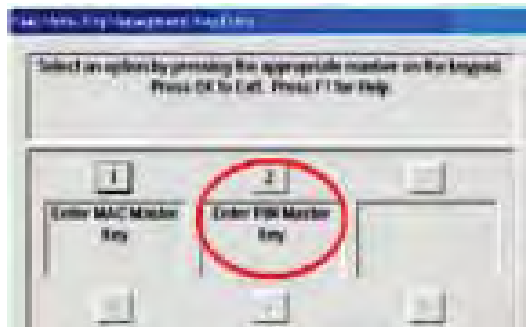 Select an option by pressing the appropriate number on the keypad.
Press OK to Exit. Press F1 for Help.
1
2
Enter MAC Master
Key
Enter PIN Master
Key